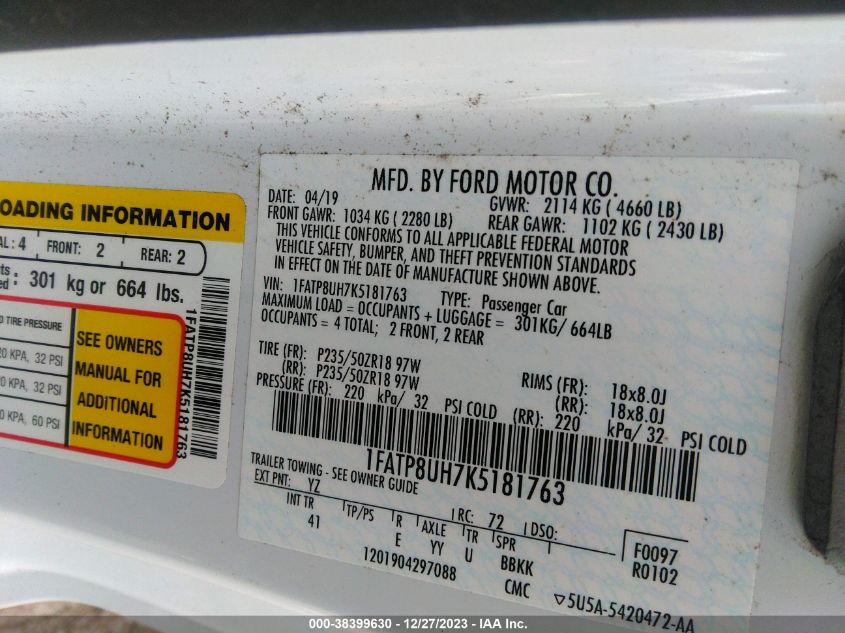 OADING INFORMATION
AL: 4 FRONT: 2 REAR: 2
301 kg or 664 lbs.
TIRE PRESSURE
20 KPA, 32 PSI
20 KPA, 32 PSI
KPA, 60 PSI
SEE OWNERS
MANUAL FOR
ADDITIONAL
INFORMATION
1FATP8UH7K5181763
MFD. BY FORD MOTOR CO.
DATE: 04/19 GVWR: 2114 KG ( 4660 LB)
FRONT GAWR: 1034 KG ( 2280 LB) REAR GAWR: 1102 KG ( 2430 LB)
THIS VEHICLE CONFORMS TO ALL APPLICABLE FEDERAL MOTOR
VEHICLE SAFETY, BUMPER, AND THEFT PREVENTION STANDARDS
IN EFFECT ON THE DATE OF MANUFACTURE SHOWN ABOVE.
VIN: 1FATP8UH7K5181763 TYPE: Passenger Car
MAXIMUM LOAD = OCCUPANTS + LUGGAGE = 301KG/ 664LB
OCCUPANTS = 4 TOTAL; 2 FRONT, 2 REAR
TIRE (FR): P235/50ZR18 97W RIMS (FR): 18x8.0J
(RR): P235/50ZR18 97W (RR): 18x8.0J
PRESSURE (FR): 220 kPa/ 32 PSI COLD (RR): 220 kPa/ 32 PSI COLD
1FATP8UH7K5181763
TRAILER TOWING - SEE OWNER GUIDE
EXT PNT: YZ RC: 72 DSO:
INT TR TP/PS R AXLE TR SPR
41 E YY U BBKK
F0097
R0102
1201904297088 CMC ▽5U5A-5420472-AA
000-38399630 - 12/27/2023 - IAA Inc.